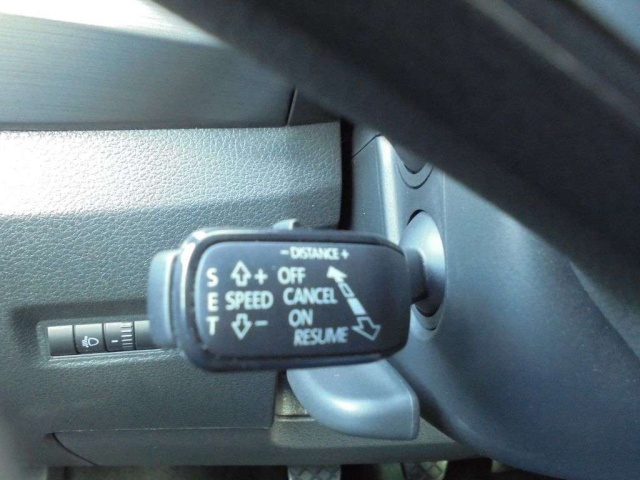 - DISTANCE +
S + OFF
E SPEED CANCEL
T - ON
RESUME